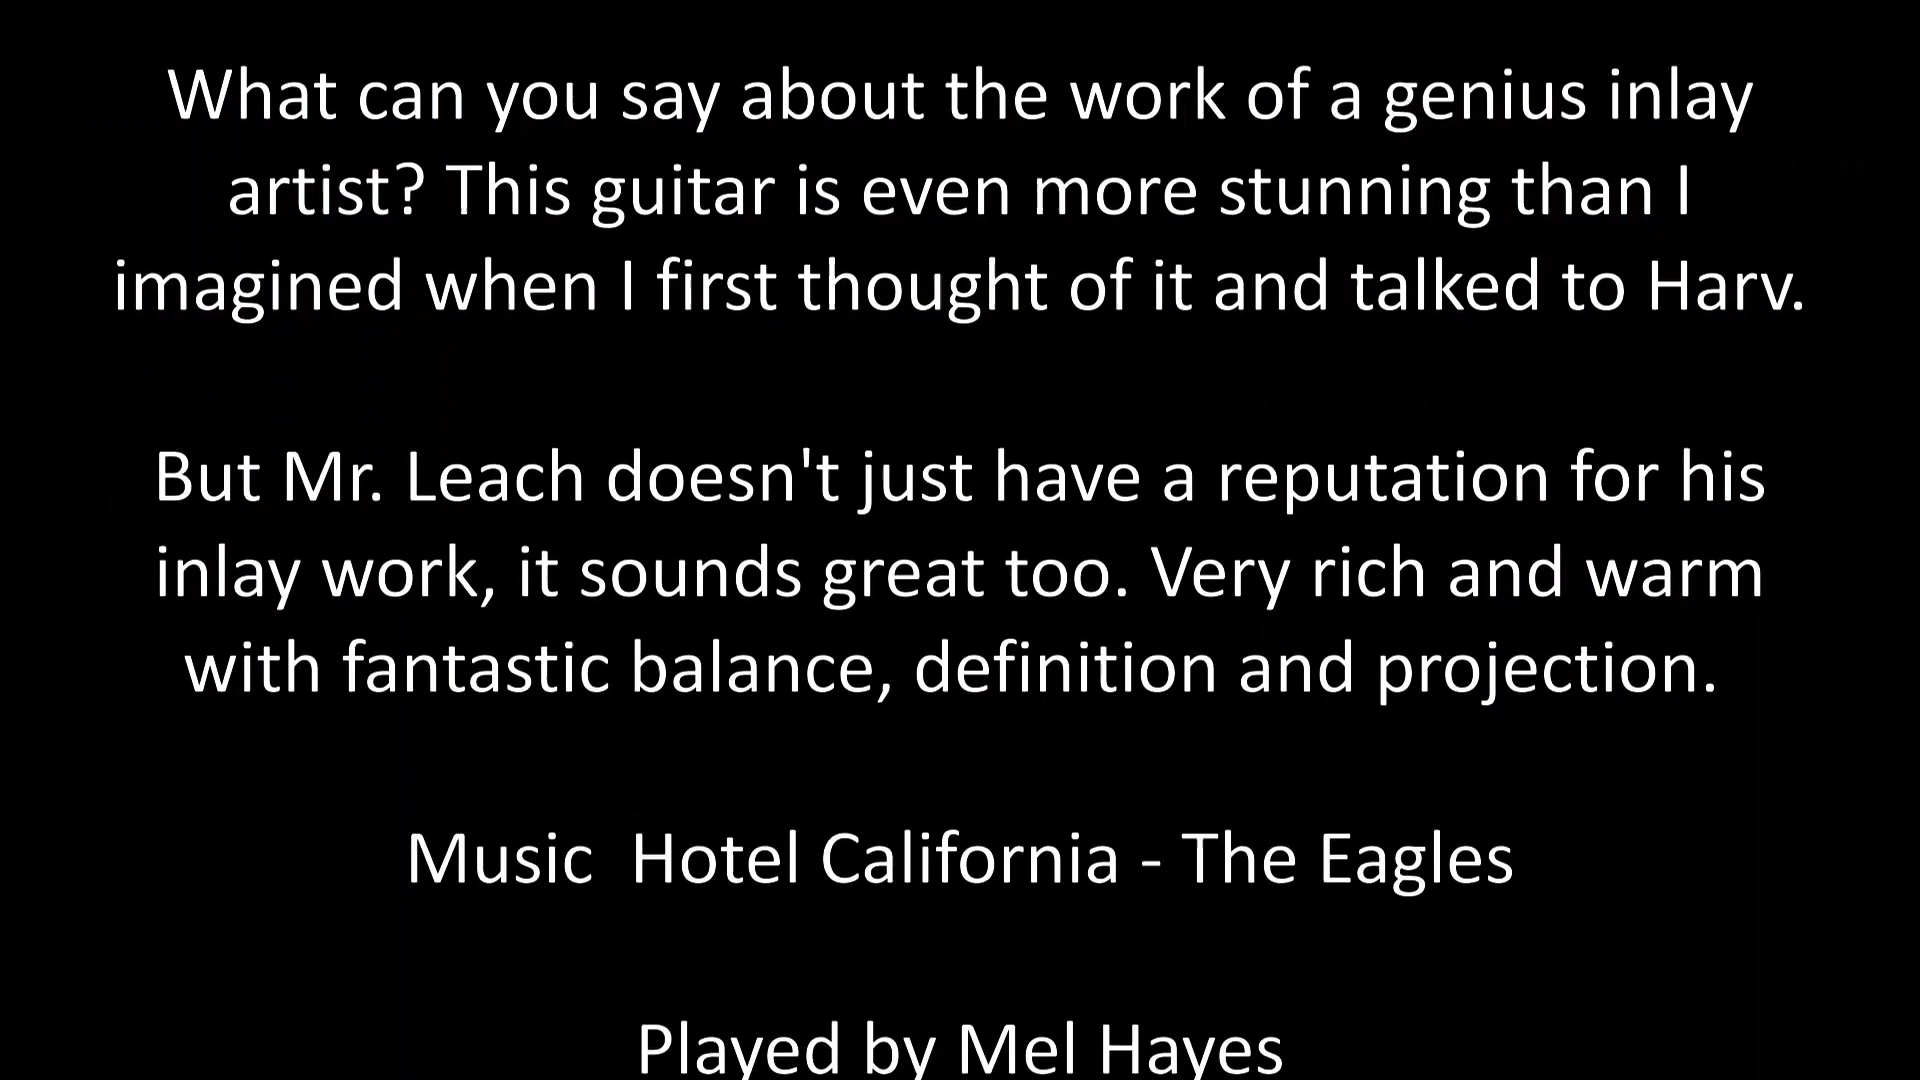 What can you say about the work of a genius inlay
artist? This guitar is even more stunning than I
imagined when I first thought of it and talked to Harv.
But Mr. Leach doesn't just have a reputation for his
inlay work, it sounds great too. Very rich and warm
with fantastic balance, definition and projection.
Music  Hotel California - The Eagles
Played by Mel Hayes